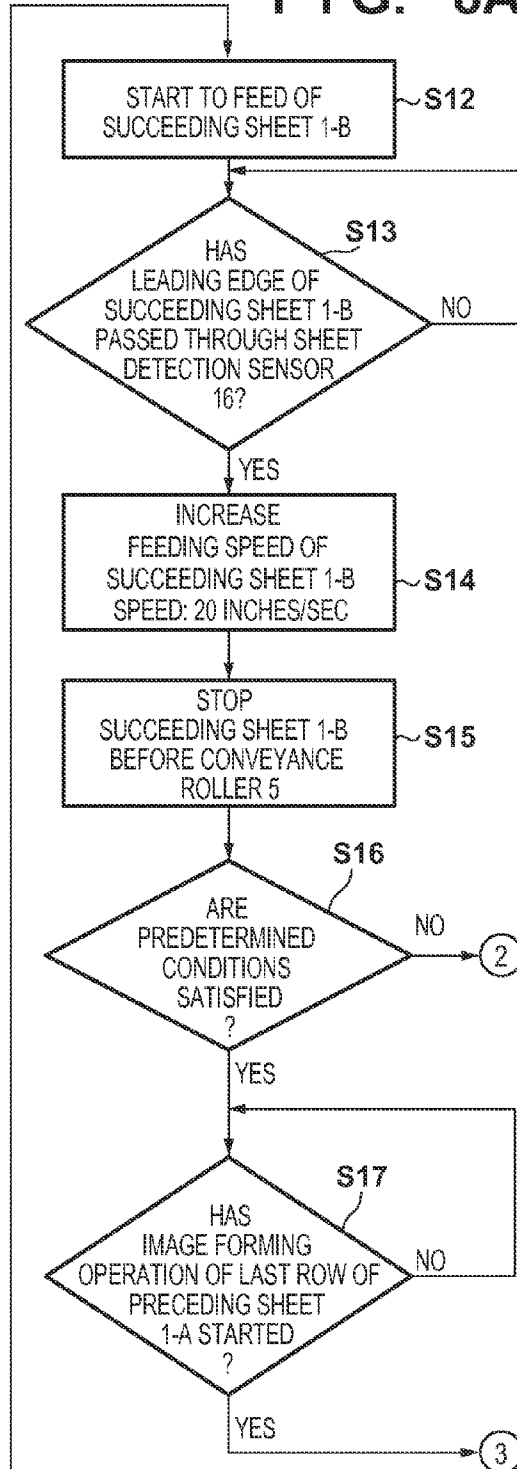 START TO FEED OF
SUCCEEDING SHEET 1-B
S12
S13
HAS
LEADING EDGE OF
SUCCEEDING SHEET 1-B
PASSED THROUGH SHEET
DETECTION SENSOR
16?
NO
YES
INCREASE
FEEDING SPEED OF
SUCCEEDING SHEET 1-B
SPEED: 20 INCHES/SEC
S14
STOP
SUCCEEDING SHEET 1-B
BEFORE CONVEYANCE
ROLLER 5
S15
S16
ARE
PREDETERMINED
CONDITIONS
SATISFIED
?
NO
2
YES
S17
HAS
IMAGE FORMING
OPERATION OF LAST ROW OF
PRECEDING SHEET
1-A STARTED
?
NO
YES
3